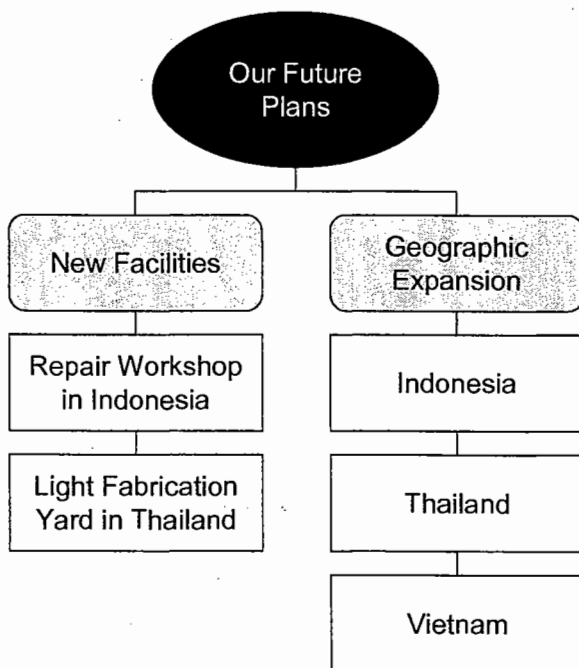 Our Future
Plans
New Facilities
Geographic
Expansion
Repair Workshop
in Indonesia
Indonesia
Light Fabrication
Yard in Thailand
Thailand
Vietnam